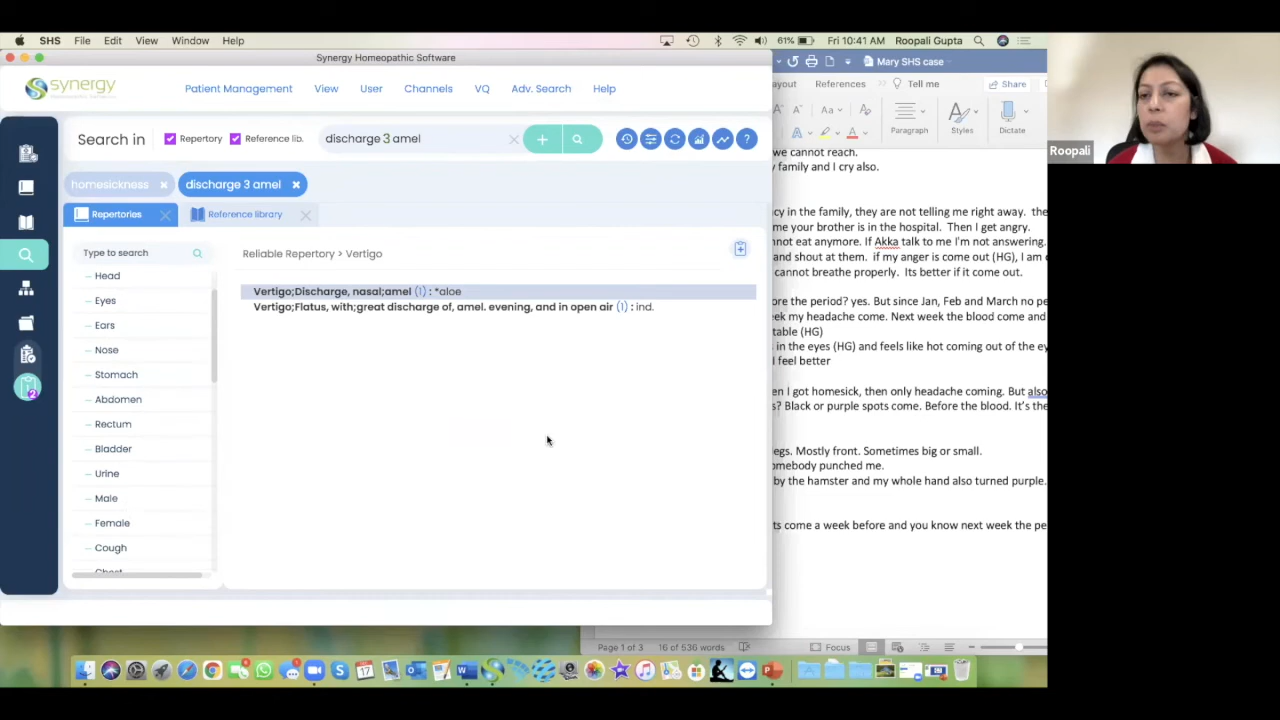 SHS File Edit View Window Help 61% Fri 10:41 AM Roopali Gupta
Synergy Homeopathic Software
synergy
Patient Management View User Channels VQ Adv. Search Help
Search in Repertory Reference lib. discharge 3 amel
homesickness discharge 3 amel
Repertories Reference library
Type to search
Head
Eyes
Ears
Nose
Stomach
Abdomen
Rectum
Bladder
Urine
Male
Female
Cough
Reliable Repertory > Vertigo
Vertigo;Discharge, nasal;amel (1) : *aloe
Vertigo;Flatus, with;great discharge of, amel. evening, and in open air (1) : ind.
2
Mary SHS case
References Tell me Share
Aa
Paragraph Styles Dictate
we cannot reach.
family and I cry also.
cy in the family, they are not telling me right away. the
me your brother is in the hospital. Then I get angry.
not eat anymore. If Akka talk to me I'm not answering.
and shout at them. if my anger is come out (HG), I am
cannot breathe properly. Its better if it come out.
ore the period? yes. But since Jan, Feb and March no pe
ek my headache come. Next week the blood come and
table (HG)
in the eyes (HG) and feels like hot coming out of the ey
I feel better
n I got homesick, then only headache coming. But also
s? Black or purple spots come. Before the blood. It's the
egs. Mostly front. Sometimes big or small.
omebody punched me.
by the hamster and my whole hand also turned purple.
ts come a week before and you know next week the pe
Page 1 of 3 16 of 536 words Focus
Roopali
17